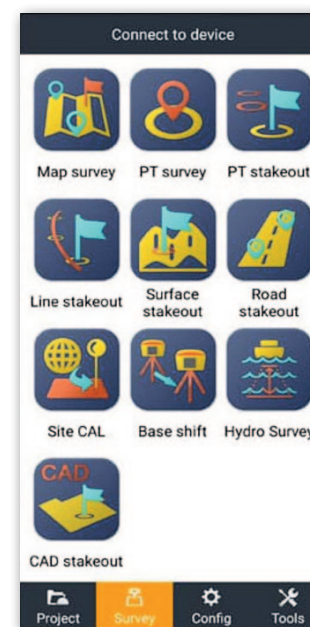 Connect to device
Map survey
PT survey
PT stakeout
Line stakeout
Surface
stakeout
Road
stakeout
Site CAL
Base shift
Hydro Survey
CAD
CAD stakeout
Project
Survey
Config
Tools